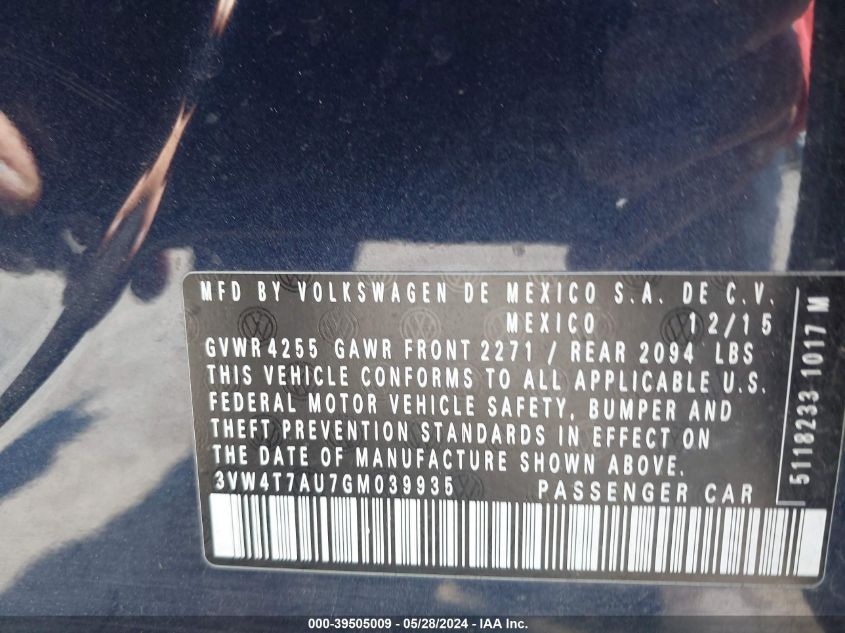 MFD BY VOLKSWAGEN DE MEXICO S.A. DE C.V.
MEXICO 12/15
GVWR 4255 GAWR FRONT 2271 / REAR 2094 LBS
THIS VEHICLE CONFORMS TO ALL APPLICABLE U.S.
FEDERAL MOTOR VEHICLE SAFETY, BUMPER AND
THEFT PREVENTION STANDARDS IN EFFECT ON
THE DATE OF MANUFACTURE SHOWN ABOVE.
3VW4T7AU7GM039935 PASSENGER CAR
5118233 1017 M
000-39505009 - 05/28/2024 - IAA Inc.